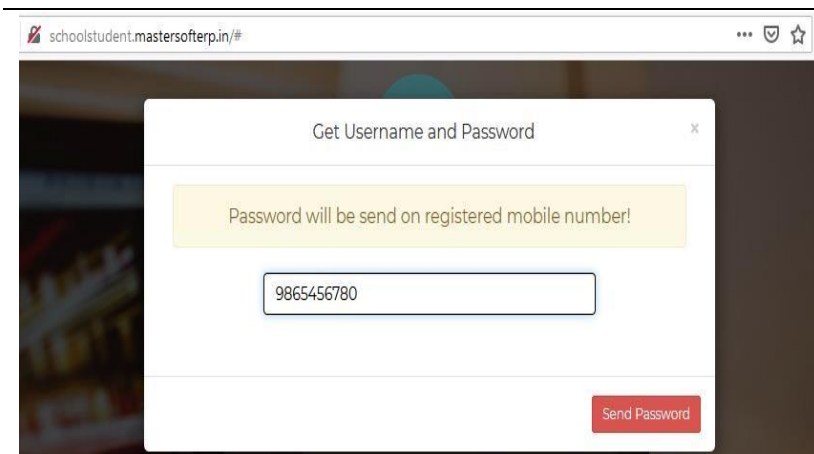 schoolstudent.mastersofterp.in/#
Get Username and Password
x
Password will be send on registered mobile number!
9865456780
Send Password